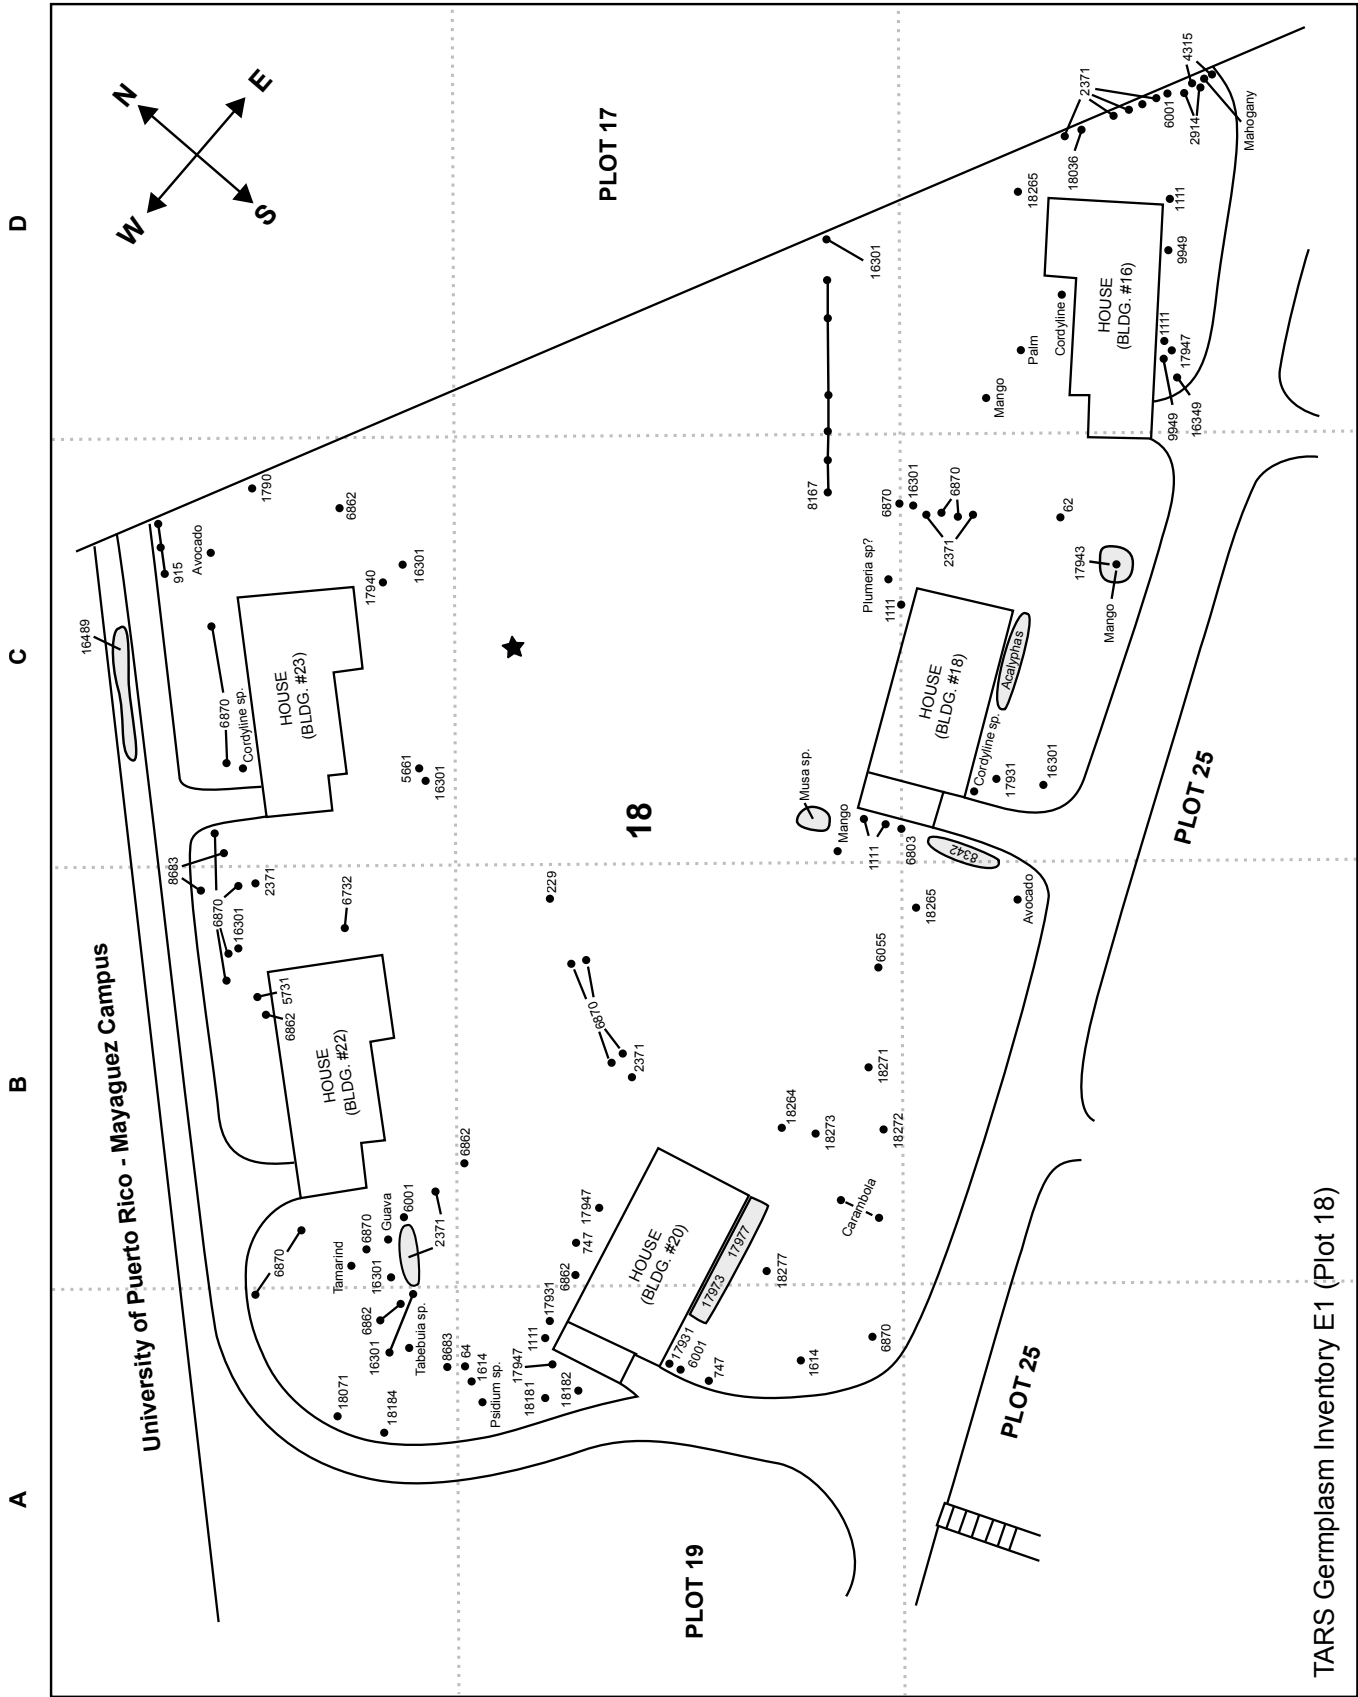 A
B
C
D
N
E
W
S
University of Puerto Rico - Mayaguez Campus
PLOT 17
PLOT 19
PLOT 25
PLOT 25
18
16489
915
Avocado
1790
6862
17940
16301
6870
Cordyline sp.
HOUSE
(BLDG. #23)
5661
16301
8683
2371
6870
16301
6732
5731
6862
HOUSE
(BLDG. #22)
6862
6870
Tamarind
6870
Guava
6001
16301
2371
6862
16301
Tabebuia sp.
18071
18184
8683
64
1614
Psidium sp.
17947
1111
17931
18181
18182
6862
747
17947
HOUSE
(BLDG. #20)
17973
17977
17931
6001
747
18277
1614
6870
229
6870
2371
18264
18273
18271
18272
Carambola
6055
18265
Avocado
Musa sp.
Mango
1111
6803
8342
HOUSE
(BLDG. #18)
Acalyphas
Cordyline sp.
17931
16301
Plumeria sp?
1111
6870
16301
6870
2371
62
17943
Mango
8167
16301
Mango
Palm
Cordyline
HOUSE
(BLDG. #16)
18265
18036
2371
6001
2914
4315
Mahogany
1111
9949
1111
17947
9949
16349
TARS Germplasm Inventory E1 (Plot 18)